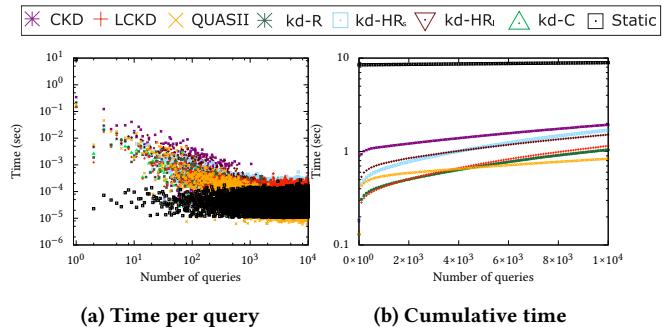 CKD LCKD QUASII kd-R kd-HRₛ kd-HRₗ kd-C Static
10¹
10⁰
10⁻¹
10⁻²
10⁻³
10⁻⁴
10⁻⁵
10⁻⁶
Time (sec)
10⁰ 10¹ 10² 10³ 10⁴
Number of queries
10
1
0.1
Time (sec)
0×10⁰ 2×10³ 4×10³ 6×10³ 8×10³ 1×10⁴
Number of queries
(a) Time per query (b) Cumulative time